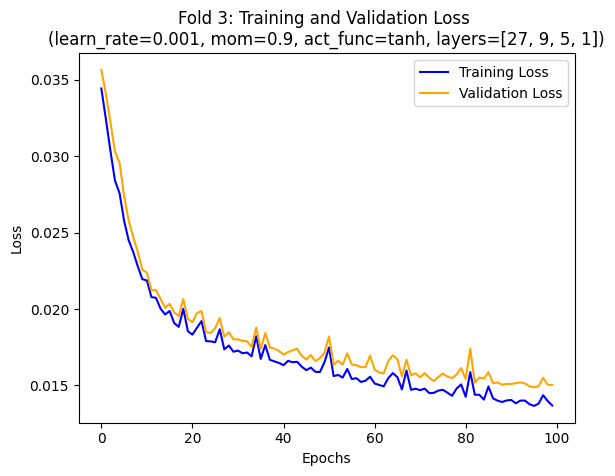 Fold 3: Training and Validation Loss
(learn_rate=0.001, mom=0.9, act_func=tanh, layers=[27, 9, 5, 1])
Training Loss
Validation Loss
0.035
0.030
0.025
0.020
0.015
Loss
0
20
40
60
80
100
Epochs